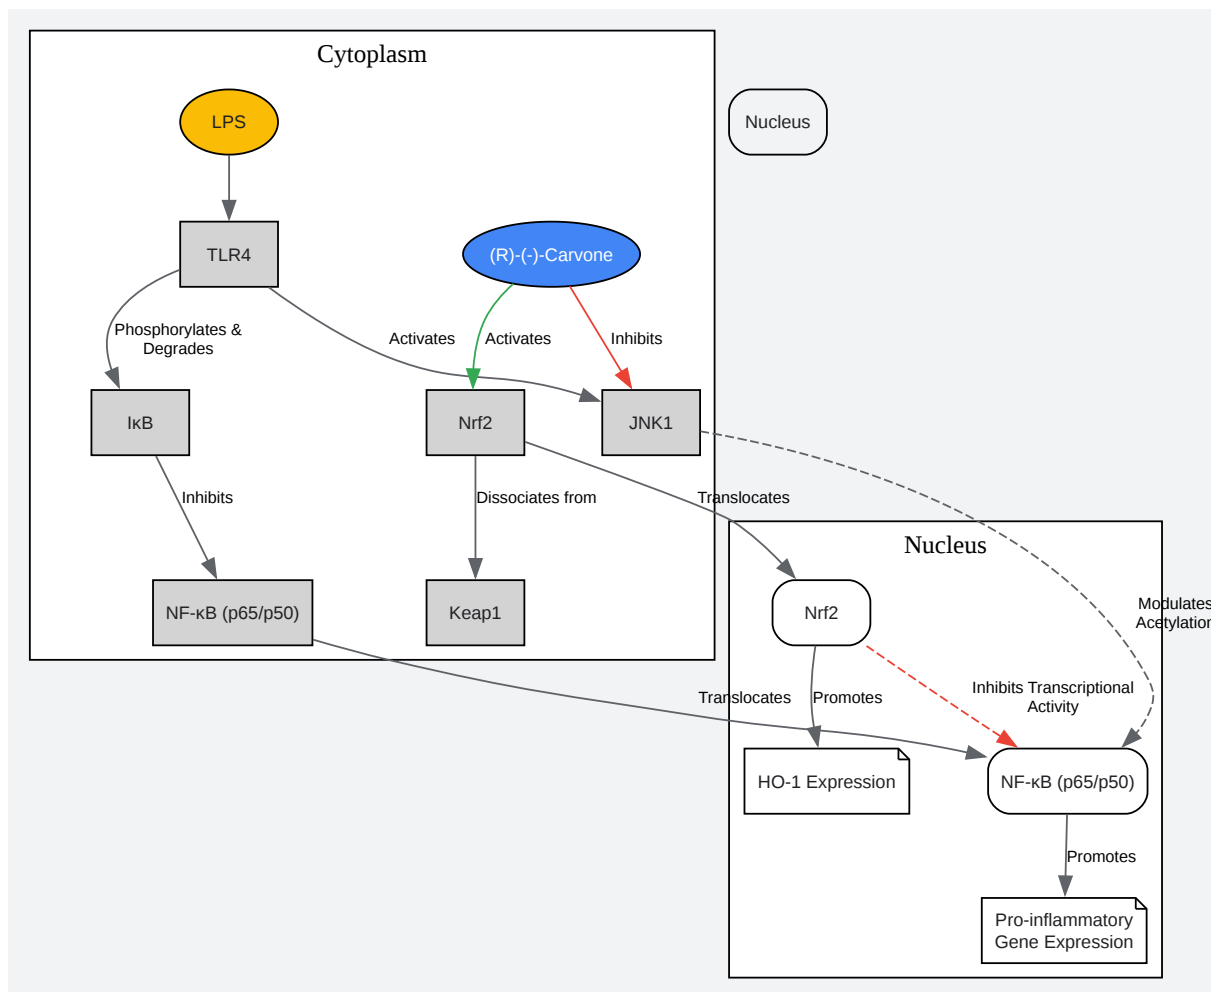 Cytoplasm
LPS
Nucleus
TLR4
(R)-(-)-Carvone
Phosphorylates &
Degrades
Activates
Activates
Inhibits
IκB
Nrf2
JNK1
Inhibits
Dissociates from
Translocates
Nucleus
NF-κB (p65/p50)
Keap1
Nrf2
Modulates
Acetylation
Translocates
Promotes
Inhibits Transcriptional
Activity
HO-1 Expression
NF-κB (p65/p50)
Promotes
Pro-inflammatory
Gene Expression